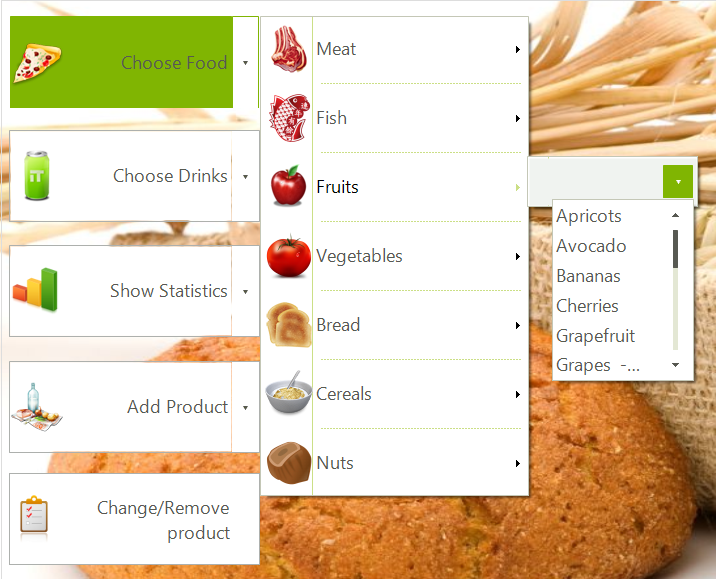 Choose Food
Choose Drinks
Show Statistics
Add Product
Change/Remove
product
Meat
Fish
Fruits
Vegetables
Bread
Cereals
Nuts
Apricots
Avocado
Bananas
Cherries
Grapefruit
Grapes -...